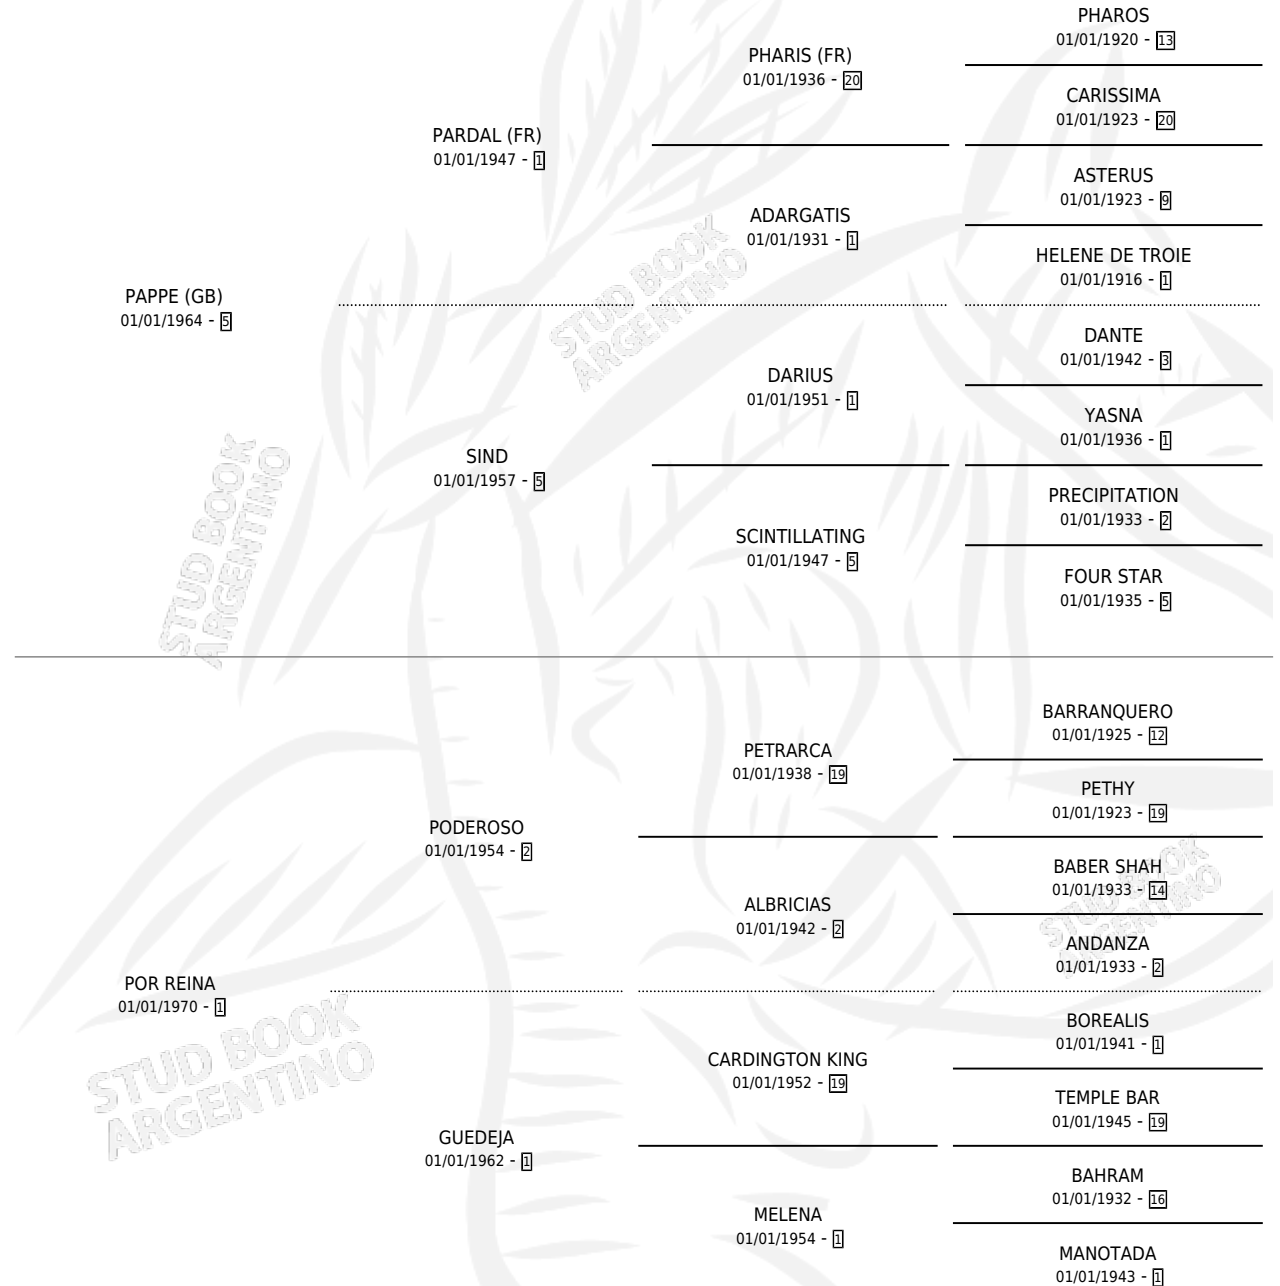 PHAROS
01/01/1920 - 13
PHARIS (FR)
01/01/1936 - 20
CARISSIMA
01/01/1923 - 20
PARDAL (FR)
01/01/1947 - 1
ASTERUS
01/01/1923 - 9
ADARGATIS
01/01/1931 - 1
HELENE DE TROIE
01/01/1916 - 1
PAPPE (GB)
01/01/1964 - 5
DANTE
01/01/1942 - 3
DARIUS
01/01/1951 - 1
YASNA
01/01/1936 - 1
SIND
01/01/1957 - 5
PRECIPITATION
01/01/1933 - 2
SCINTILLATING
01/01/1947 - 5
FOUR STAR
01/01/1935 - 5
STUD BOOK
ARGENTINO
STUD BOOK
ARGENTINO
BARRANQUERO
01/01/1925 - 12
PETRARCA
01/01/1938 - 19
PETHY
01/01/1923 - 19
PODEROSO
01/01/1954 - 2
BABER SHAH
01/01/1933 - 14
ALBRICIAS
01/01/1942 - 2
ANDANZA
01/01/1933 - 2
POR REINA
01/01/1970 - 1
BOREALIS
01/01/1941 - 1
CARDINGTON KING
01/01/1952 - 19
TEMPLE BAR
01/01/1945 - 19
GUEDEJA
01/01/1962 - 1
BAHRAM
01/01/1932 - 16
MELENA
01/01/1954 - 1
MANOTADA
01/01/1943 - 1
STUD BOOK
ARGENTINO
STUD BOOK
ARGENTINO